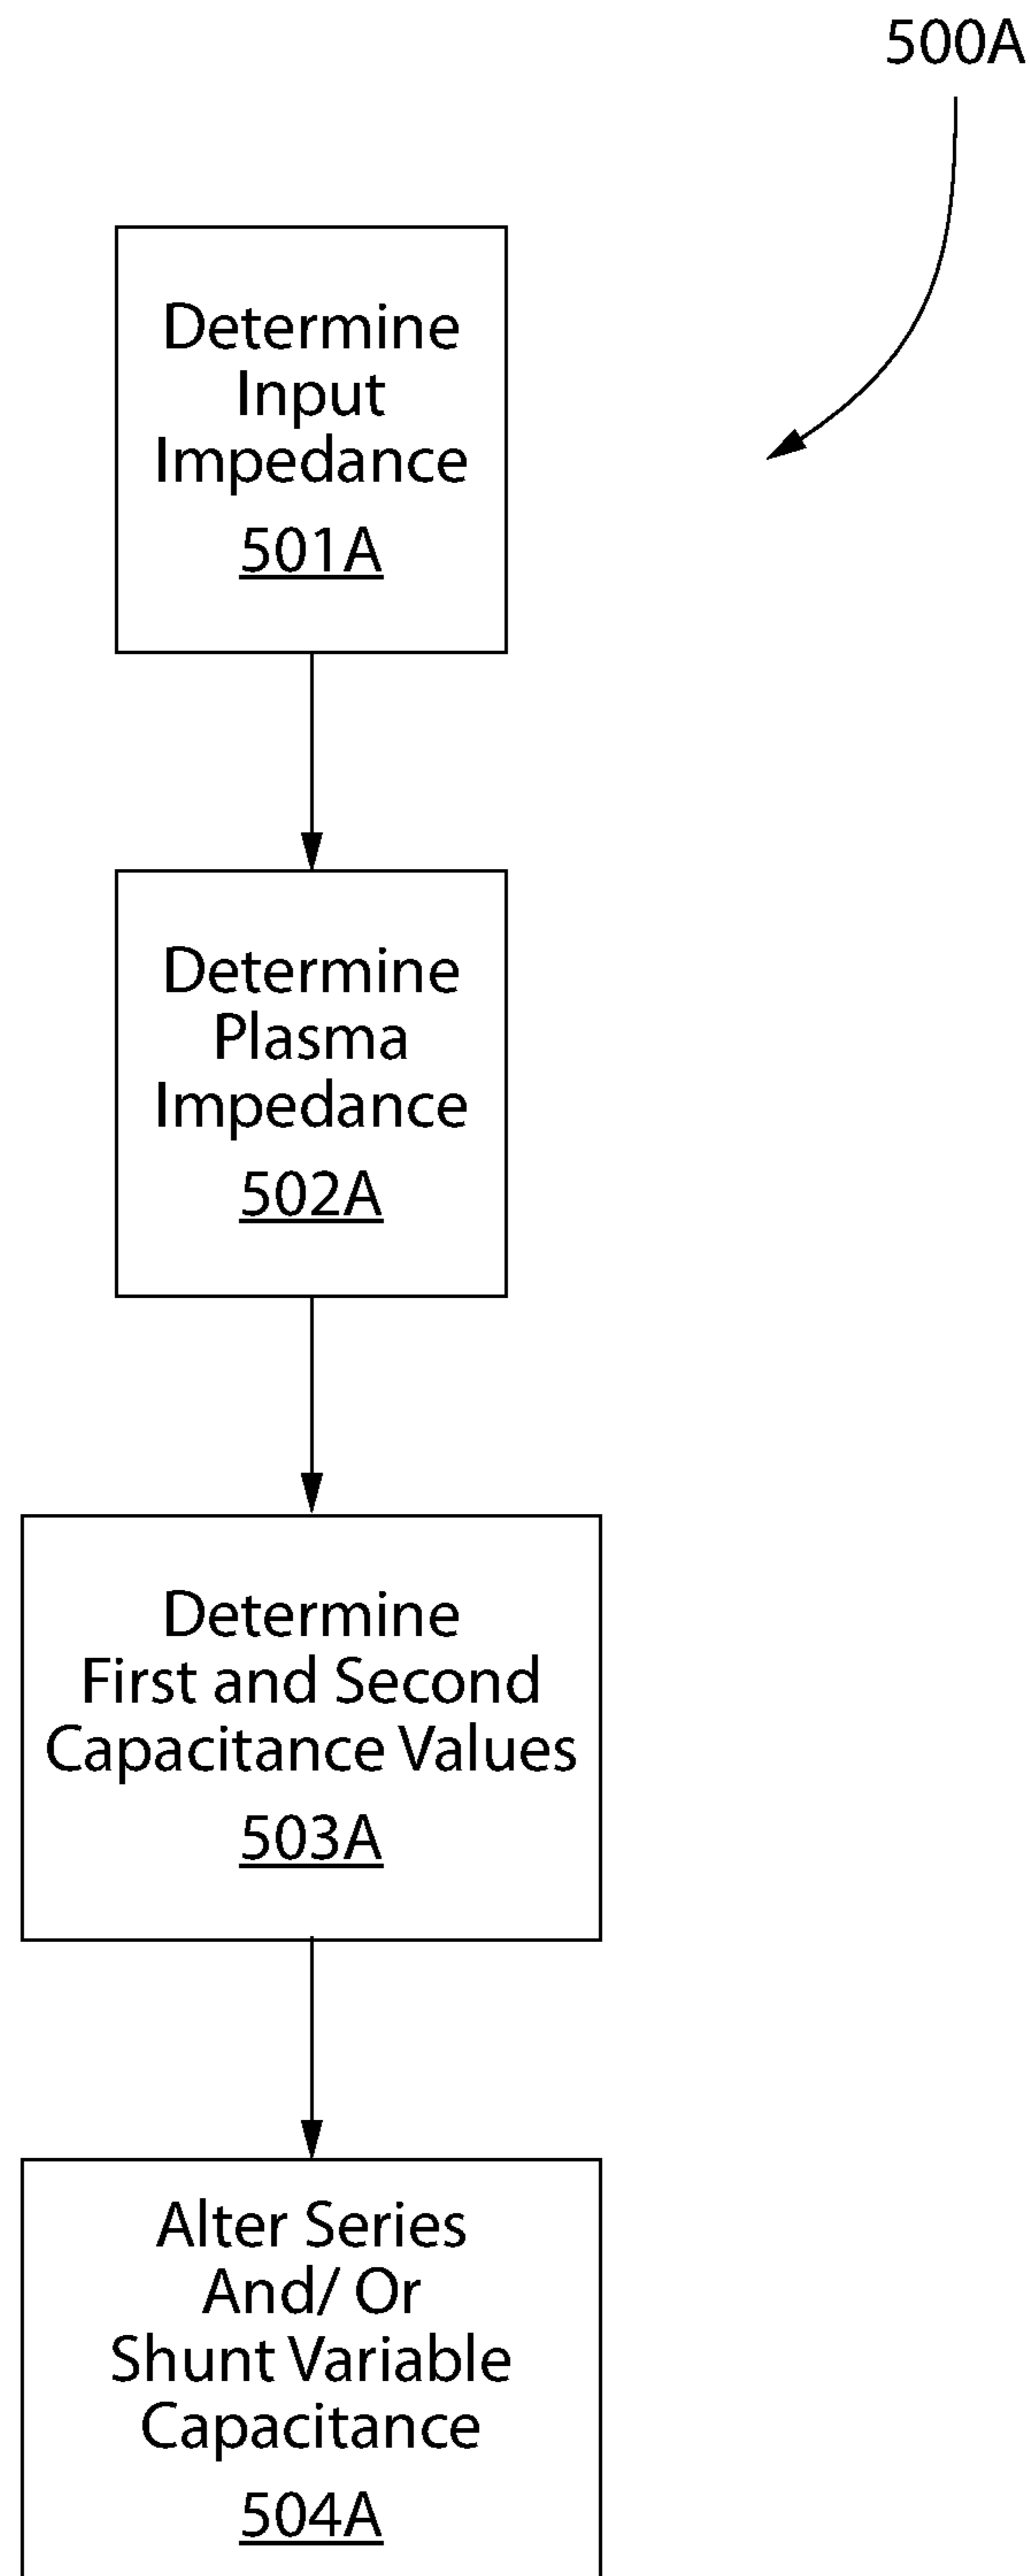 500A
Determine
Input
Impedance
501A
Determine
Plasma
Impedance
502A
Determine
First and Second
Capacitance Values
503A
Alter Series
And/ Or
Shunt Variable
Capacitance
504A